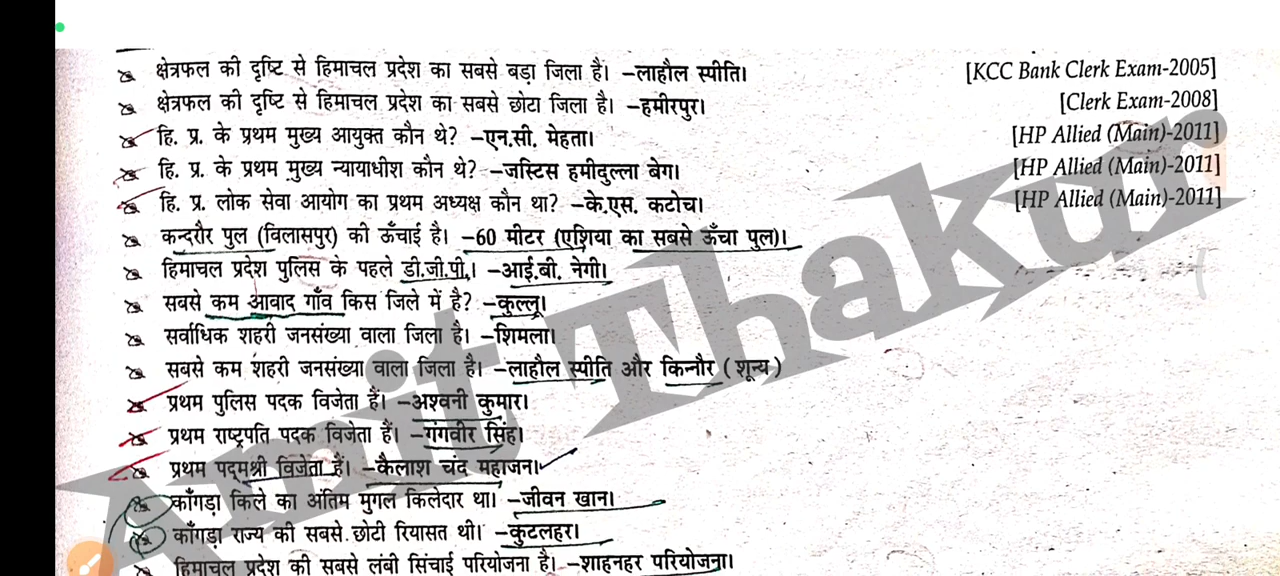 क्षेत्रफल की दृष्टि से हिमाचल प्रदेश का सबसे बड़ा जिला है। –लाहौल स्पीति। [KCC Bank Clerk Exam-2005]
क्षेत्रफल की दृष्टि से हिमाचल प्रदेश का सबसे छोटा जिला है। –हमीरपुर। [Clerk Exam-2008]
हि. प्र. के प्रथम मुख्य आयुक्त कौन थे? –एन.सी. मेहता। [HP Allied (Main)-2011]
हि. प्र. के प्रथम मुख्य न्यायाधीश कौन थे? –जस्टिस हमीदुल्ला बेग। [HP Allied (Main)-2011]
हि. प्र. लोक सेवा आयोग का प्रथम अध्यक्ष कौन था? –के.एस. कटोच। [HP Allied (Main)-2011]
कन्दरौर पुल (विलासपुर) की ऊँचाई है। –60 मीटर (एशिया का सबसे ऊँचा पुल)।
हिमाचल प्रदेश पुलिस के पहले डी.जी.पी.। –आई.बी. नेगी।
सबसे कम आवाद गाँव किस जिले में है? –कुल्लू।
सर्वाधिक शहरी जनसंख्या वाला जिला है। –शिमला।
सबसे कम शहरी जनसंख्या वाला जिला है। –लाहौल स्पीति और किन्नौर (शून्य)
प्रथम पुलिस पदक विजेता हैं। –अश्वनी कुमार।
प्रथम राष्ट्रपति पदक विजेता हैं। –गंगवीर सिंह।
प्रथम पद्मश्री विजेता हैं। –कैलाश चंद महाजन।
काँगड़ा किले का अंतिम मुगल किलेदार था। –जीवन खान।
काँगड़ा राज्य की सबसे छोटी रियासत थी। –कुटलहर।
हिमाचल प्रदेश की सबसे लंबी सिंचाई परियोजना है। –शाहनहर परियोजना।
Amit Thakur